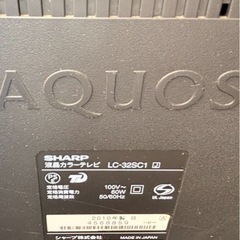 AQUOS
SHARP
液晶カラーテレビ LC-32SC1 J
定格電圧 100V~
定格消費電力 60W
定格周波数 50/60Hz
2010年製 B
シャープ株式会社 MADE IN JAPAN